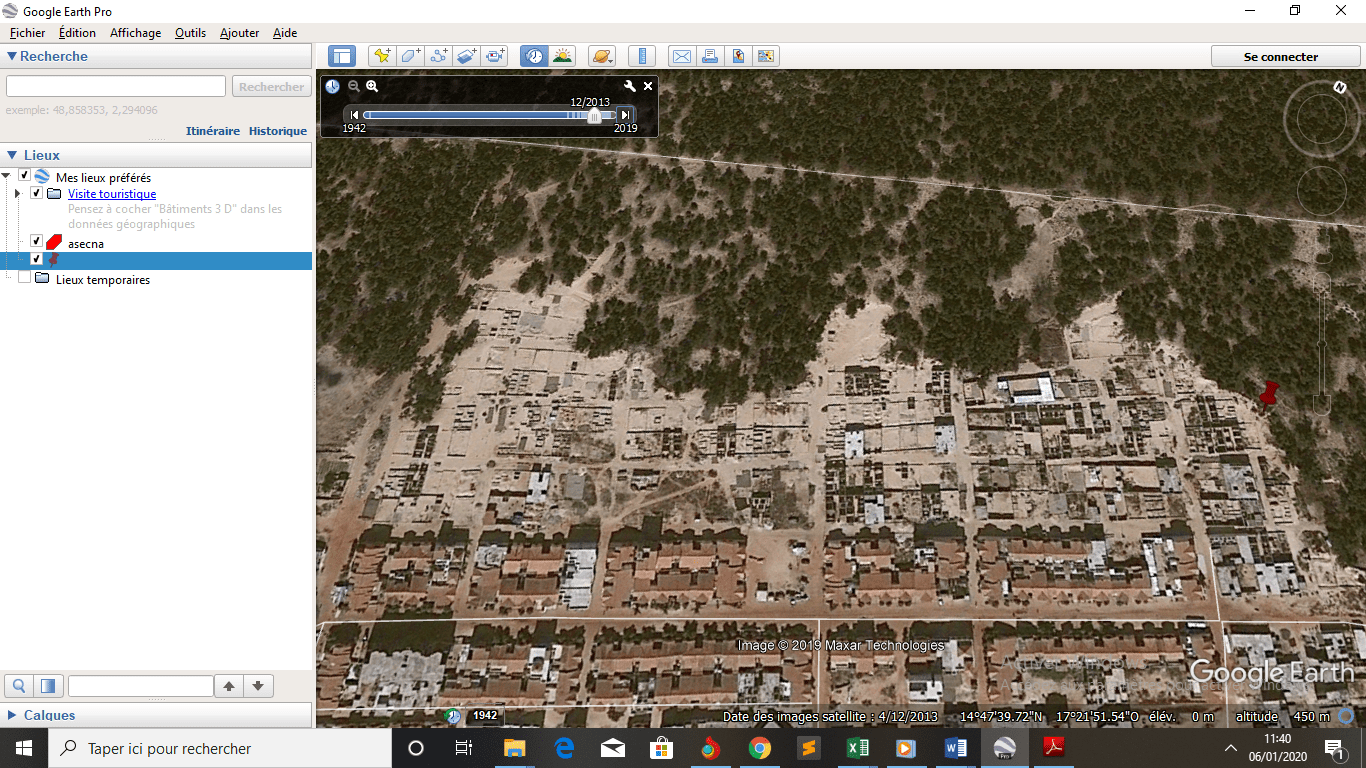 Google Earth Pro
Fichier Édition Affichage Outils Ajouter Aide
Recherche
Se connecter
Rechercher
exemple: 48,858353, 2,294096
12/2013
Itinéraire Historique
1942 2019
Lieux
Mes lieux préférés
Visite touristique
Pensez à cocher "Bâtiments 3 D" dans les
données géographiques
asecna
Lieux temporaires
N
Image © 2019 Maxar Technologies
Google Earth
Calques
1942
Date des images satellite : 4/12/2013 14°47'39.72"N 17°21'51.54"O élév. 0 m altitude 450 m
Taper ici pour rechercher
Pro
11:40
06/01/2020
1